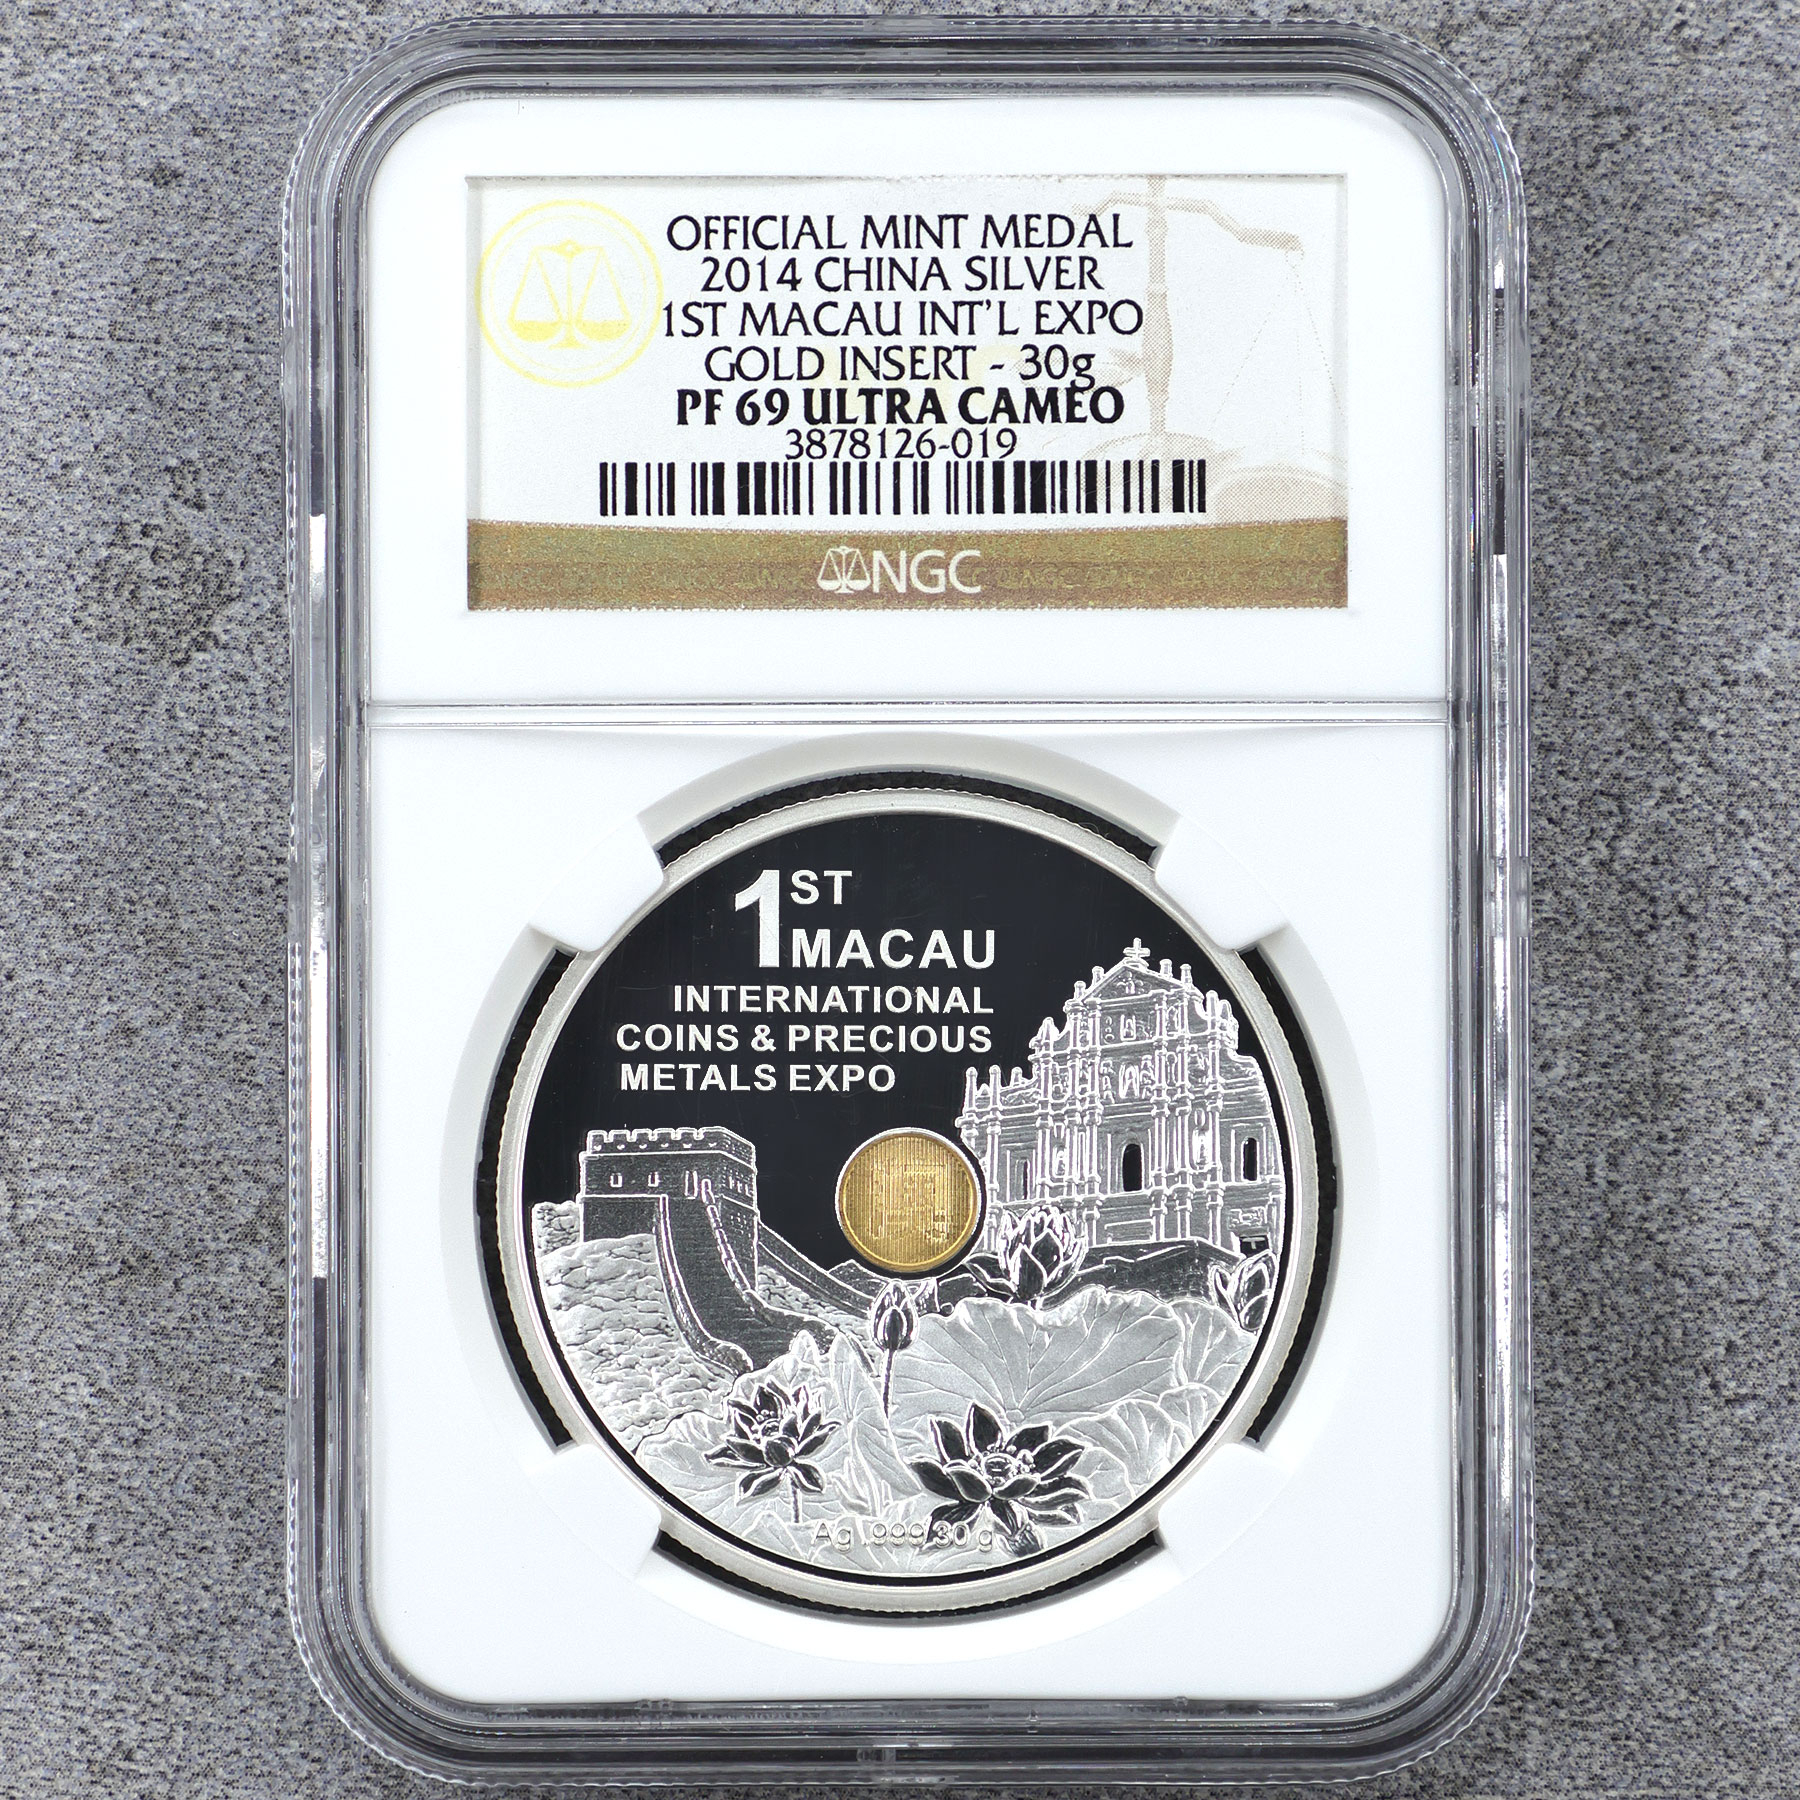 OFFICIAL MINT MEDAL
2014 CHINA SILVER
1ST MACAU INT'L EXPO
GOLD INSERT - 30g
PF 69 ULTRA CAMEO
3878126-019
NGC
1ST
MACAU
INTERNATIONAL
COINS & PRECIOUS
METALS EXPO
Ag .999 30 g